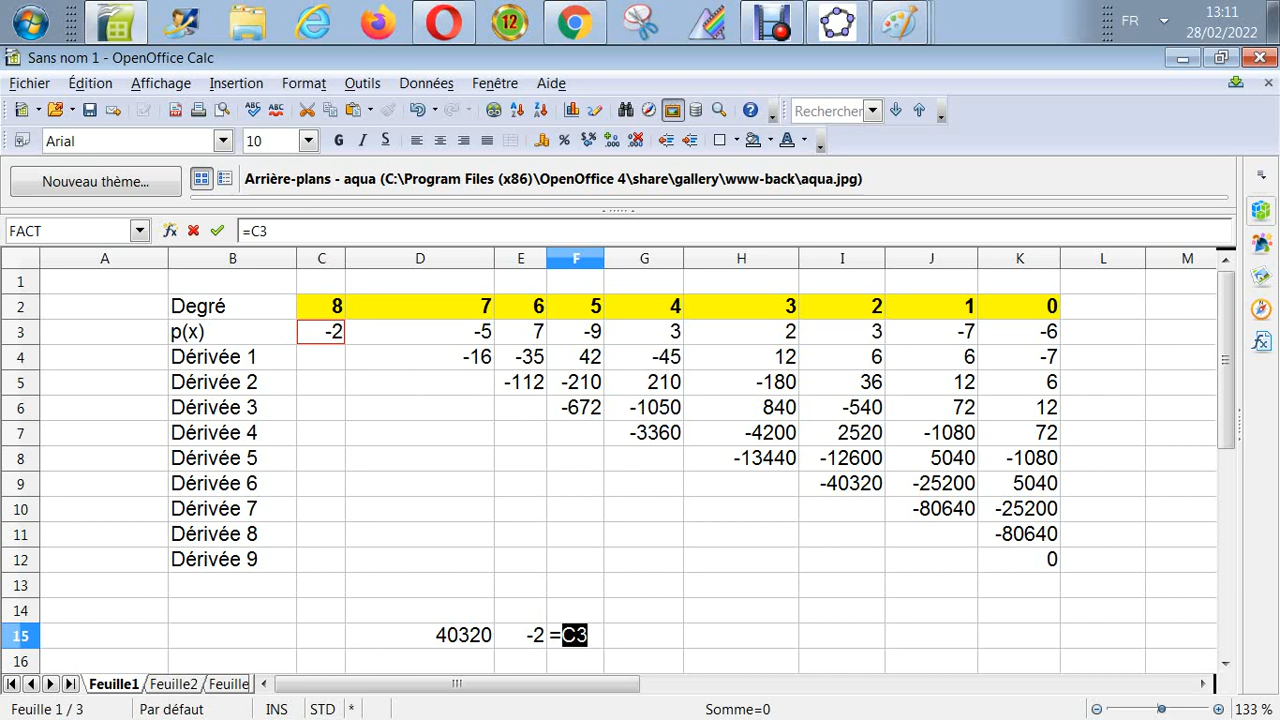 12
FR
13:11
28/02/2022
Sans nom 1 - OpenOffice Calc
Fichier Édition Affichage Insertion Format Outils Données Fenêtre Aide
Rechercher
Arial 10 G I S
Nouveau thème... Arrière-plans - aqua (C:\Program Files (x86)\OpenOffice 4\share\gallery\www-back\aqua.jpg)
FACT =C3
A B C D E F G H I J K L M
1
2 Degré 8 7 6 5 4 3 2 1 0
3 p(x) -2 -5 7 -9 3 2 3 -7 -6
4 Dérivée 1 -16 -35 42 -45 12 6 6 -7
5 Dérivée 2 -112 -210 210 -180 36 12 6
6 Dérivée 3 -672 -1050 840 -540 72 12
7 Dérivée 4 -3360 -4200 2520 -1080 72
8 Dérivée 5 -13440 -12600 5040 -1080
9 Dérivée 6 -40320 -25200 5040
10 Dérivée 7 -80640 -25200
11 Dérivée 8 -80640
12 Dérivée 9 0
13
14
15 40320 -2 =C3
16
Feuille1 Feuille2 Feuille
Feuille 1 / 3 Par défaut INS STD * Somme=0 133 %